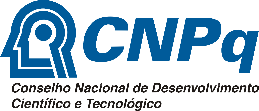 CNPq
Conselho Nacional de Desenvolvimento
Científico e Tecnológico